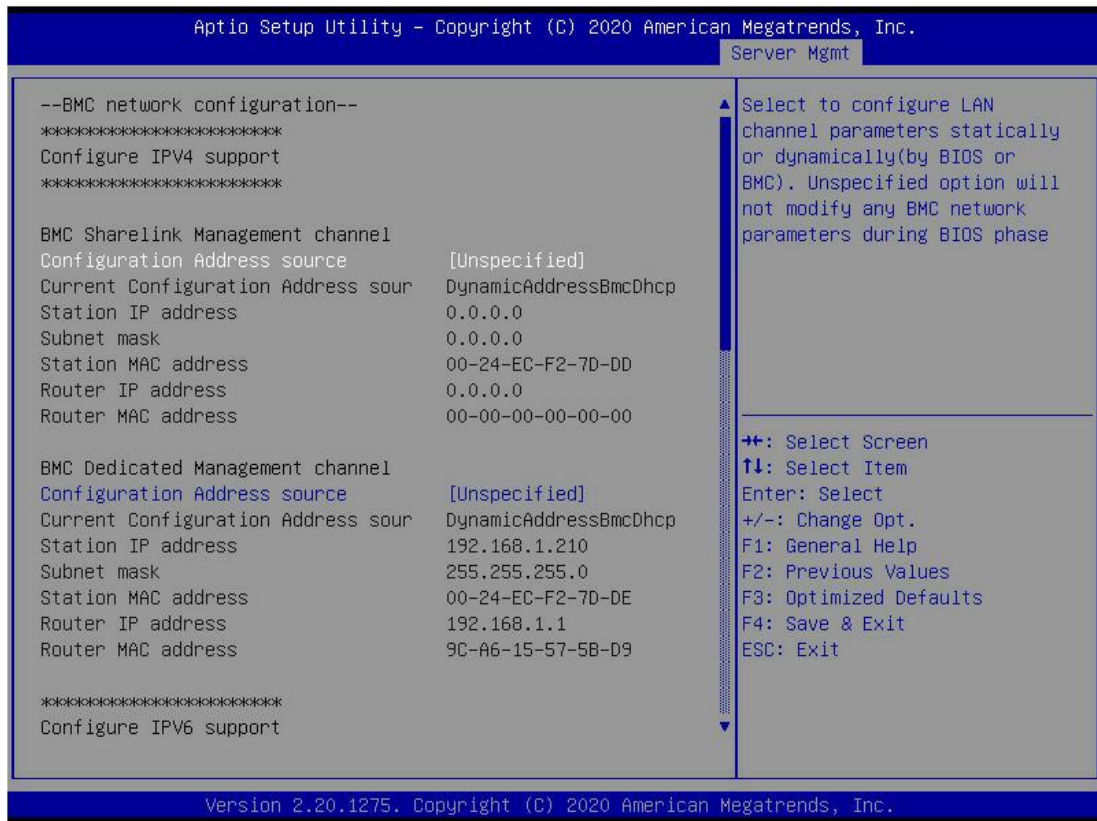 Aptio Setup Utility – Copyright (C) 2020 American Megatrends, Inc.
Server Mgmt
--BMC network configuration--
**********************
Configure IPV4 support
**********************
BMC Sharelink Management channel
Configuration Address source [Unspecified]
Current Configuration Address sour DynamicAddressBmcDhcp
Station IP address 0.0.0.0
Subnet mask 0.0.0.0
Station MAC address 00-24-EC-F2-7D-DD
Router IP address 0.0.0.0
Router MAC address 00-00-00-00-00-00
BMC Dedicated Management channel
Configuration Address source [Unspecified]
Current Configuration Address sour DynamicAddressBmcDhcp
Station IP address 192.168.1.210
Subnet mask 255.255.255.0
Station MAC address 00-24-EC-F2-7D-DE
Router IP address 192.168.1.1
Router MAC address 9C-A6-15-57-5B-D9
**********************
Configure IPV6 support
Select to configure LAN
channel parameters statically
or dynamically(by BIOS or
BMC). Unspecified option will
not modify any BMC network
parameters during BIOS phase
→←: Select Screen
↑↓: Select Item
Enter: Select
+/-: Change Opt.
F1: General Help
F2: Previous Values
F3: Optimized Defaults
F4: Save & Exit
ESC: Exit
Version 2.20.1275. Copyright (C) 2020 American Megatrends, Inc.